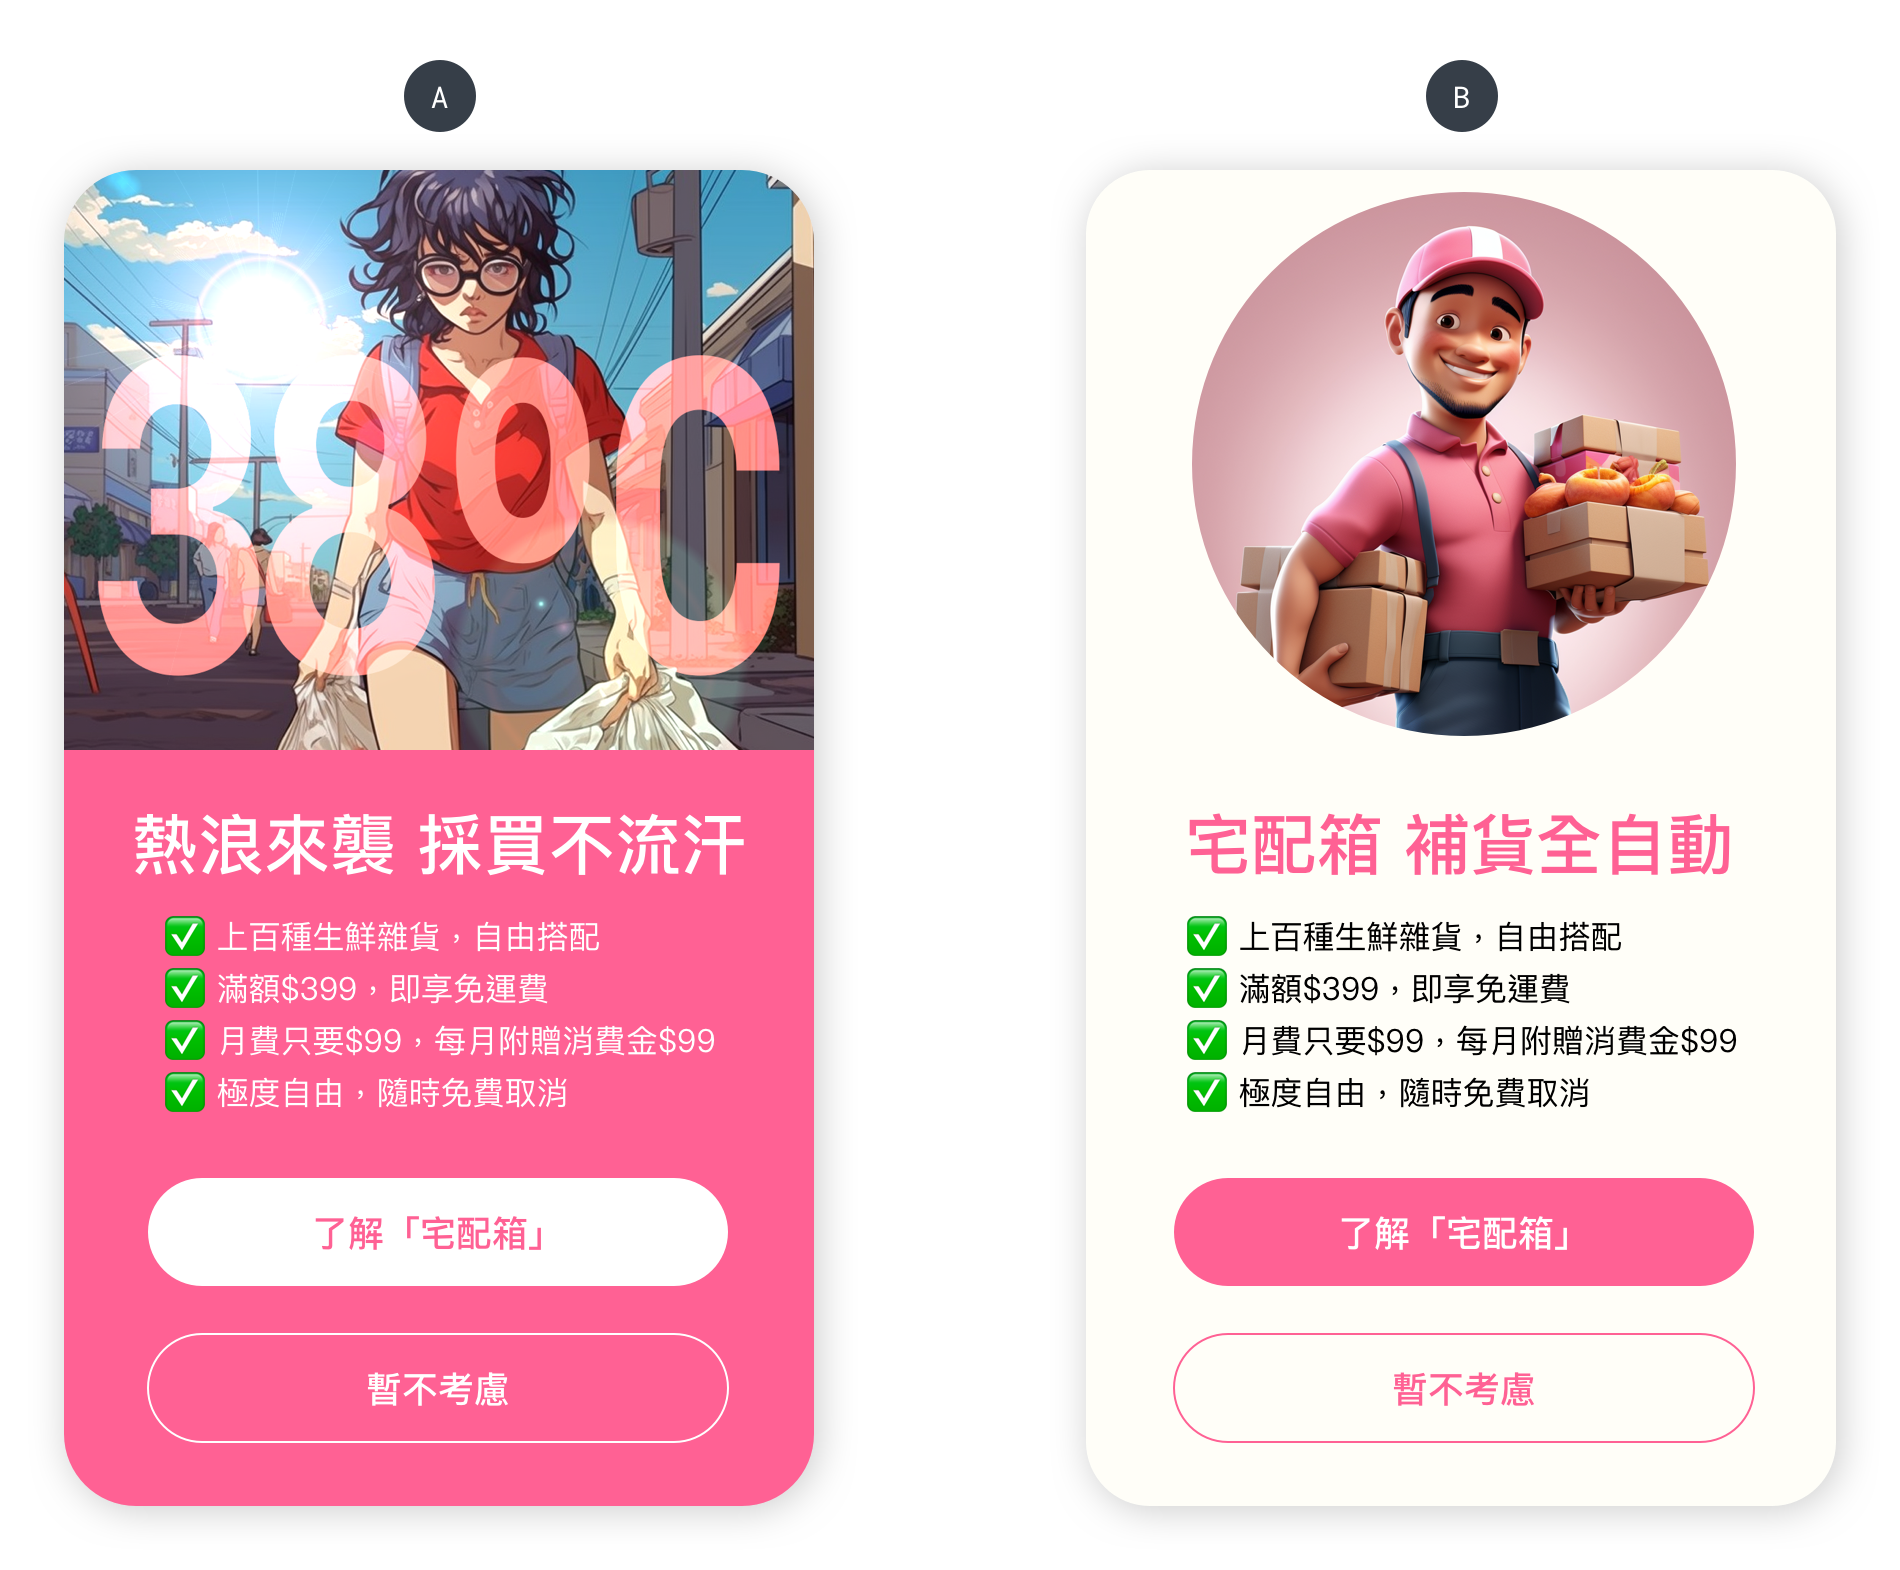 A
38°C
熱浪來襲 採買不流汗
✅ 上百種生鮮雜貨，自由搭配
✅ 滿額$399，即享免運費
✅ 月費只要$99，每月附贈消費金$99
✅ 極度自由，隨時免費取消
了解「宅配箱」
暫不考慮
B
宅配箱 補貨全自動
✅ 上百種生鮮雜貨，自由搭配
✅ 滿額$399，即享免運費
✅ 月費只要$99，每月附贈消費金$99
✅ 極度自由，隨時免費取消
了解「宅配箱」
暫不考慮